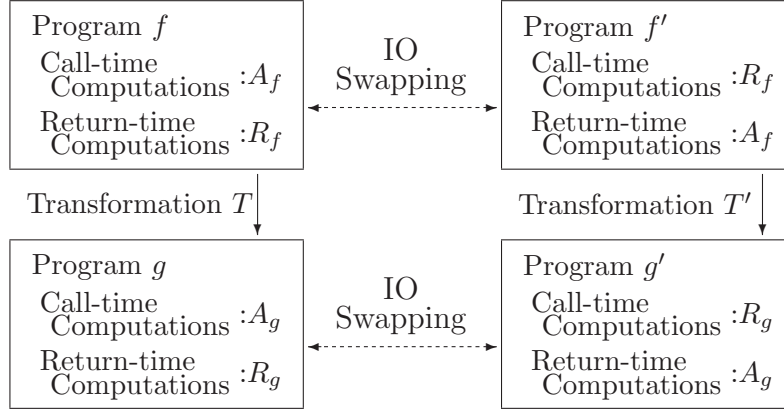 Program f
Call-time
Computations :A_f
Return-time
Computations :R_f
IO
Swapping
Program f′
Call-time
Computations :R_f
Return-time
Computations :A_f
Transformation T
Transformation T′
Program g
Call-time
Computations :A_g
Return-time
Computations :R_g
IO
Swapping
Program g′
Call-time
Computations :R_g
Return-time
Computations :A_g